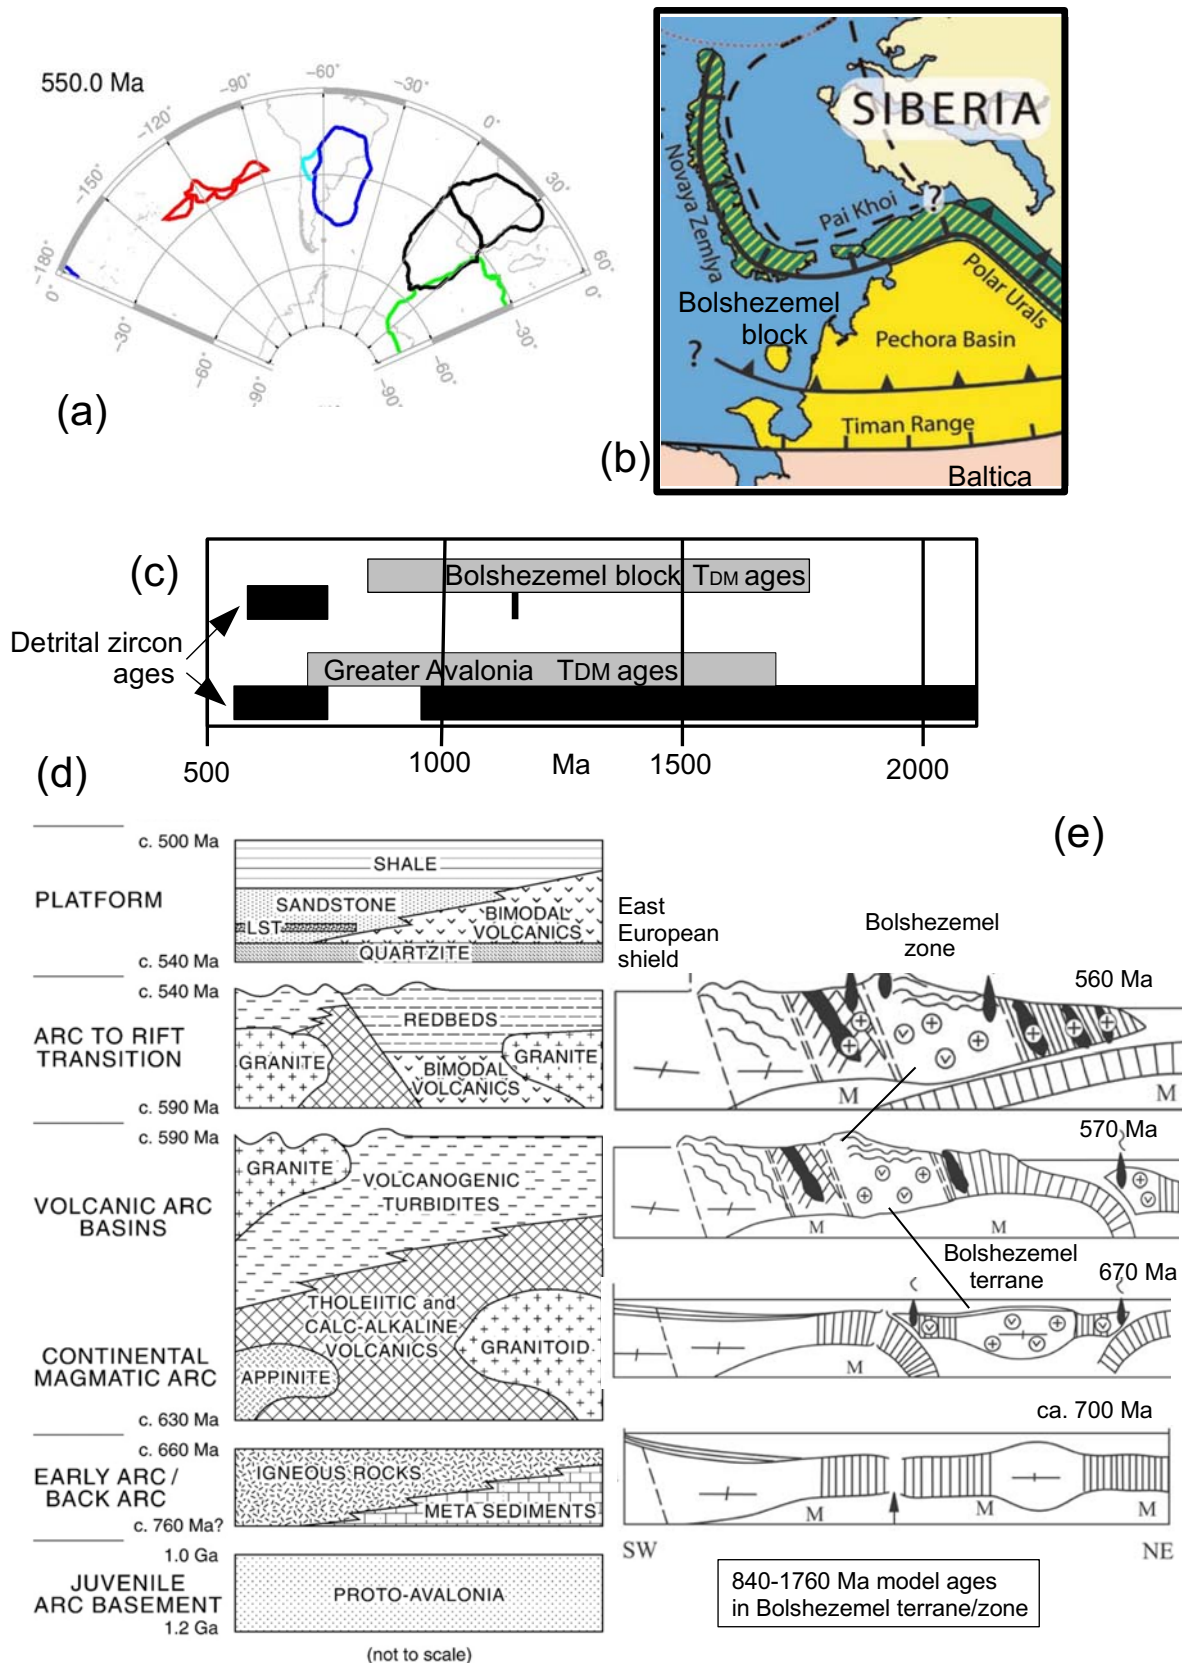 550.0 Ma
−180°
−150°
−120°
−90°
−60°
−30°
0°
30°
60°
0°
−30°
−60°
−90°
0°
−30°
−60°
−90°
(a)
SIBERIA
Novaya Zemlya
Pai Khoi
?
Polar Urals
Bolshezemel
block
Pechora Basin
?
Timan Range
Baltica
(b)
(c)
Bolshezemel block TDM ages
Detrital zircon
ages
Greater Avalonia TDM ages
500
1000
Ma
1500
2000
(d)
c. 500 Ma
PLATFORM
SHALE
SANDSTONE
LST
BIMODAL
VOLCANICS
QUARTZITE
c. 540 Ma
c. 540 Ma
ARC TO RIFT
TRANSITION
REDBEDS
GRANITE
GRANITE
BIMODAL
VOLCANICS
c. 590 Ma
c. 590 Ma
GRANITE
VOLCANIC ARC
BASINS
VOLCANOGENIC
TURBIDITES
THOLEIITIC and
CALC-ALKALINE
VOLCANICS
GRANITOID
CONTINENTAL
MAGMATIC ARC
APPINITE
c. 630 Ma
c. 660 Ma
EARLY ARC /
BACK ARC
IGNEOUS ROCKS
META SEDIMENTS
c. 760 Ma?
1.0 Ga
JUVENILE
ARC BASEMENT
PROTO-AVALONIA
1.2 Ga
(not to scale)
(e)
East
European
shield
Bolshezemel
zone
560 Ma
M
M
570 Ma
M
M
Bolshezemel
terrane
670 Ma
M
ca. 700 Ma
M
M
M
SW
NE
840-1760 Ma model ages
in Bolshezemel terrane/zone